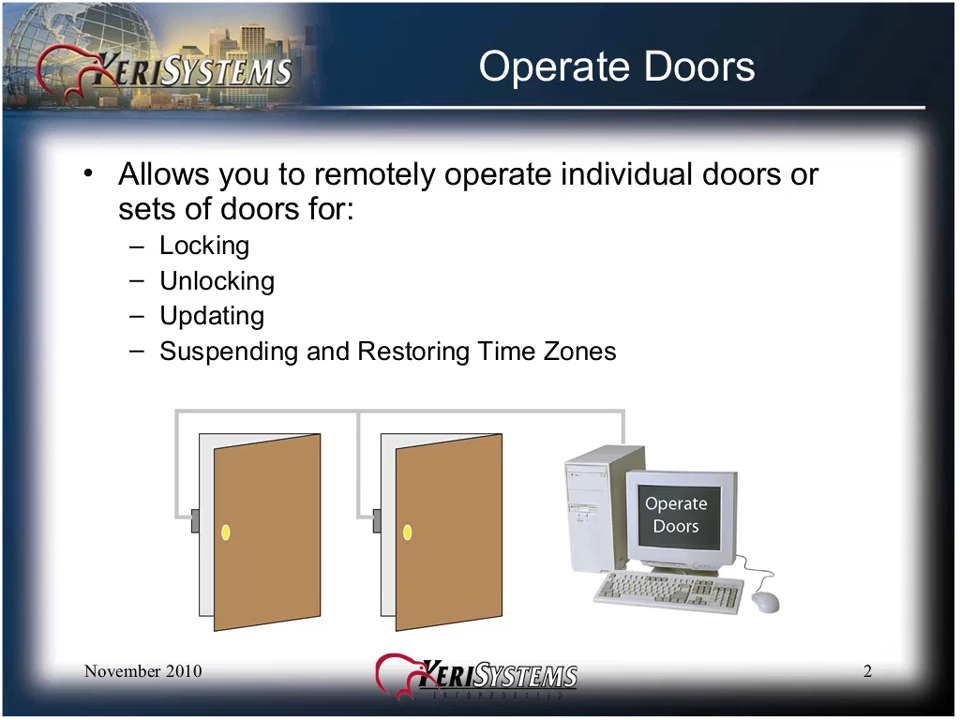 KERISYSTEMS
Operate Doors
• Allows you to remotely operate individual doors or
sets of doors for:
– Locking
– Unlocking
– Updating
– Suspending and Restoring Time Zones
Operate
Doors
November 2010
KERISYSTEMS
INCORPORATED
2